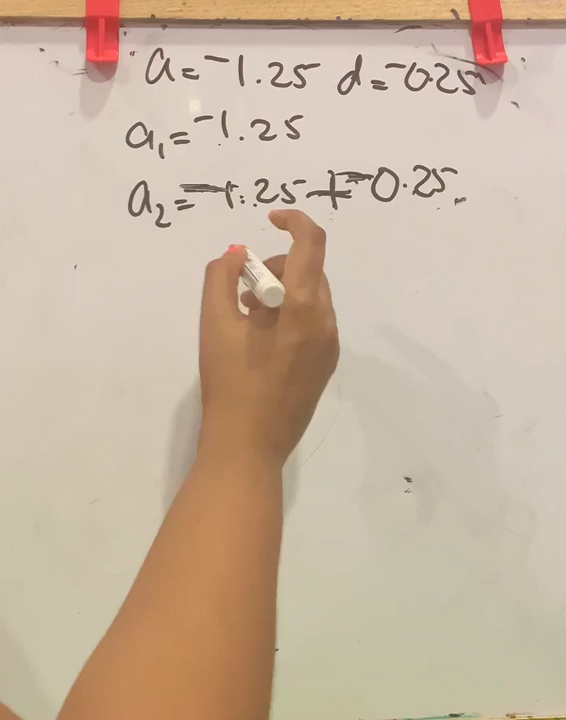 a = -1.25 d = -0.25
a₁ = -1.25
a₂ = -1.25 + -0.25